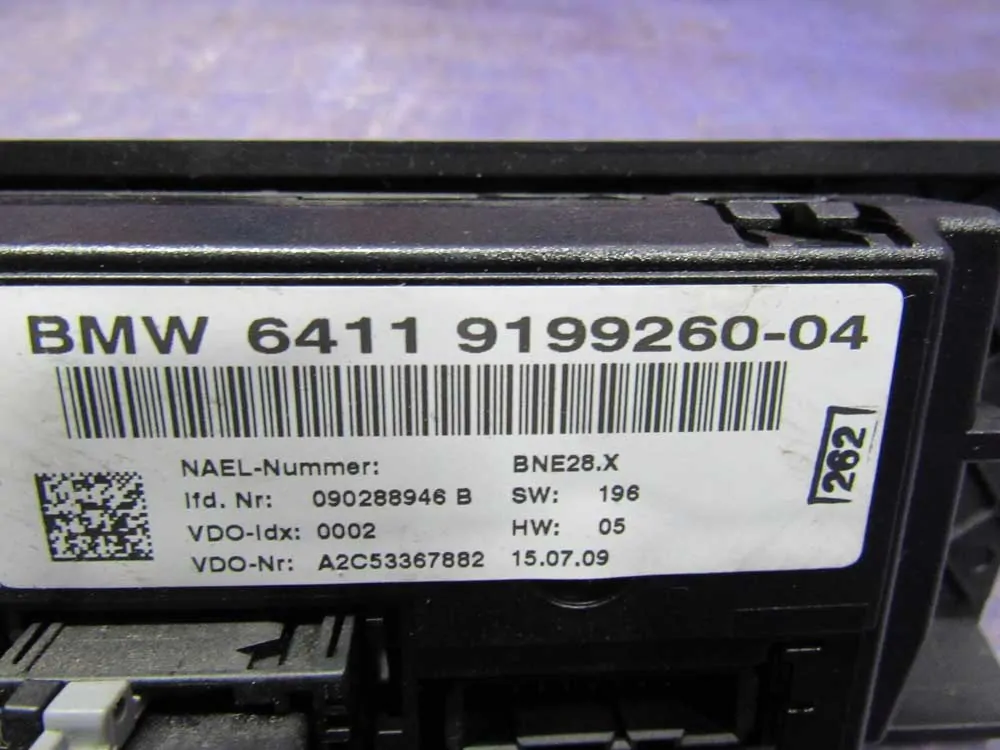 BMW 6411 9199260-04
NAEL-Nummer: BNE28.X
lfd. Nr: 090288946 B SW: 196
VDO-Idx: 0002 HW: 05
VDO-Nr: A2C53367882 15.07.09
262